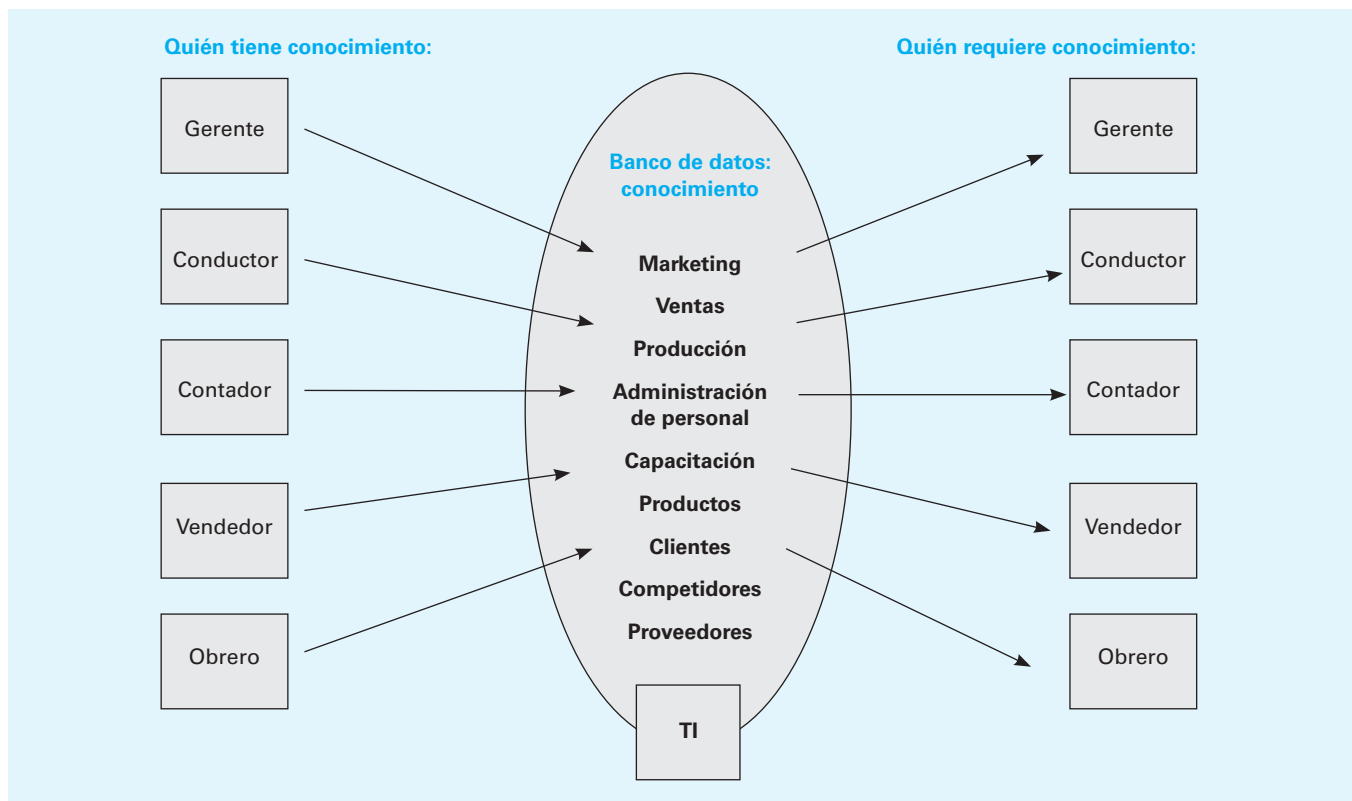 Quién tiene conocimiento:
Quién requiere conocimiento:
Gerente
Conductor
Contador
Vendedor
Obrero
Banco de datos:
conocimiento
Marketing
Ventas
Producción
Administración
de personal
Capacitación
Productos
Clientes
Competidores
Proveedores
TI
Gerente
Conductor
Contador
Vendedor
Obrero